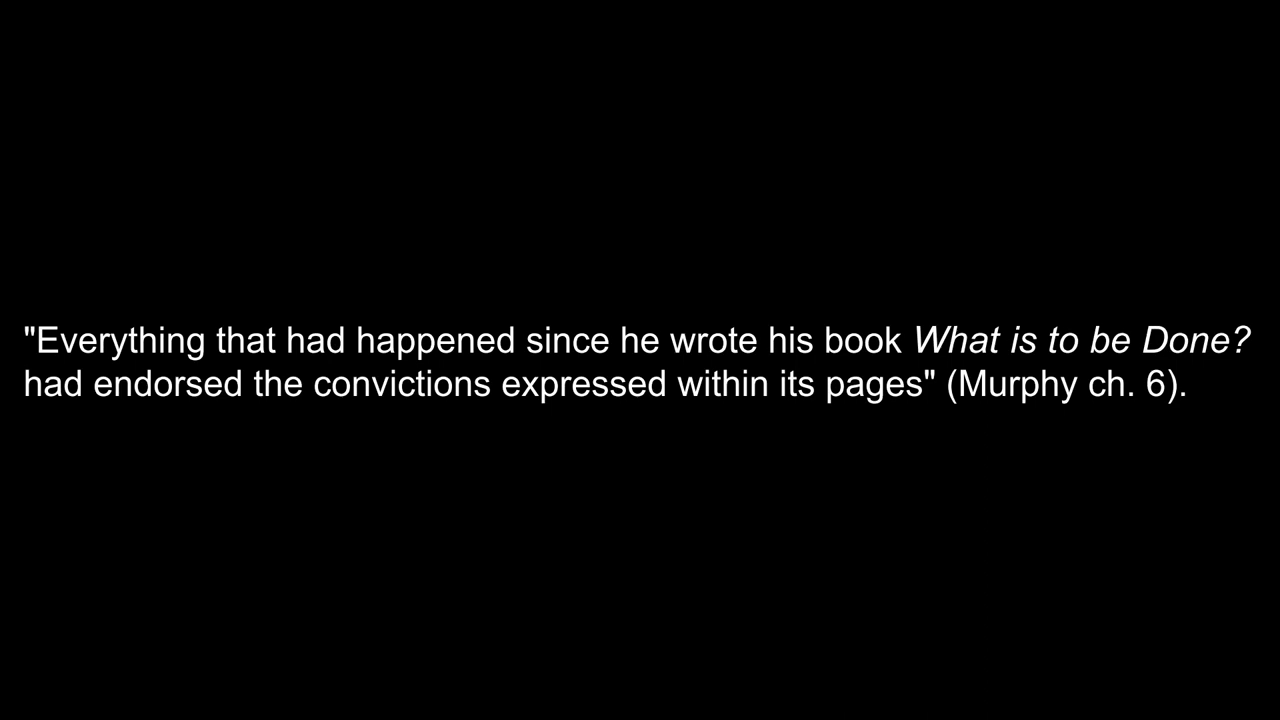 "Everything that had happened since he wrote his book What is to be Done?
had endorsed the convictions expressed within its pages" (Murphy ch. 6).